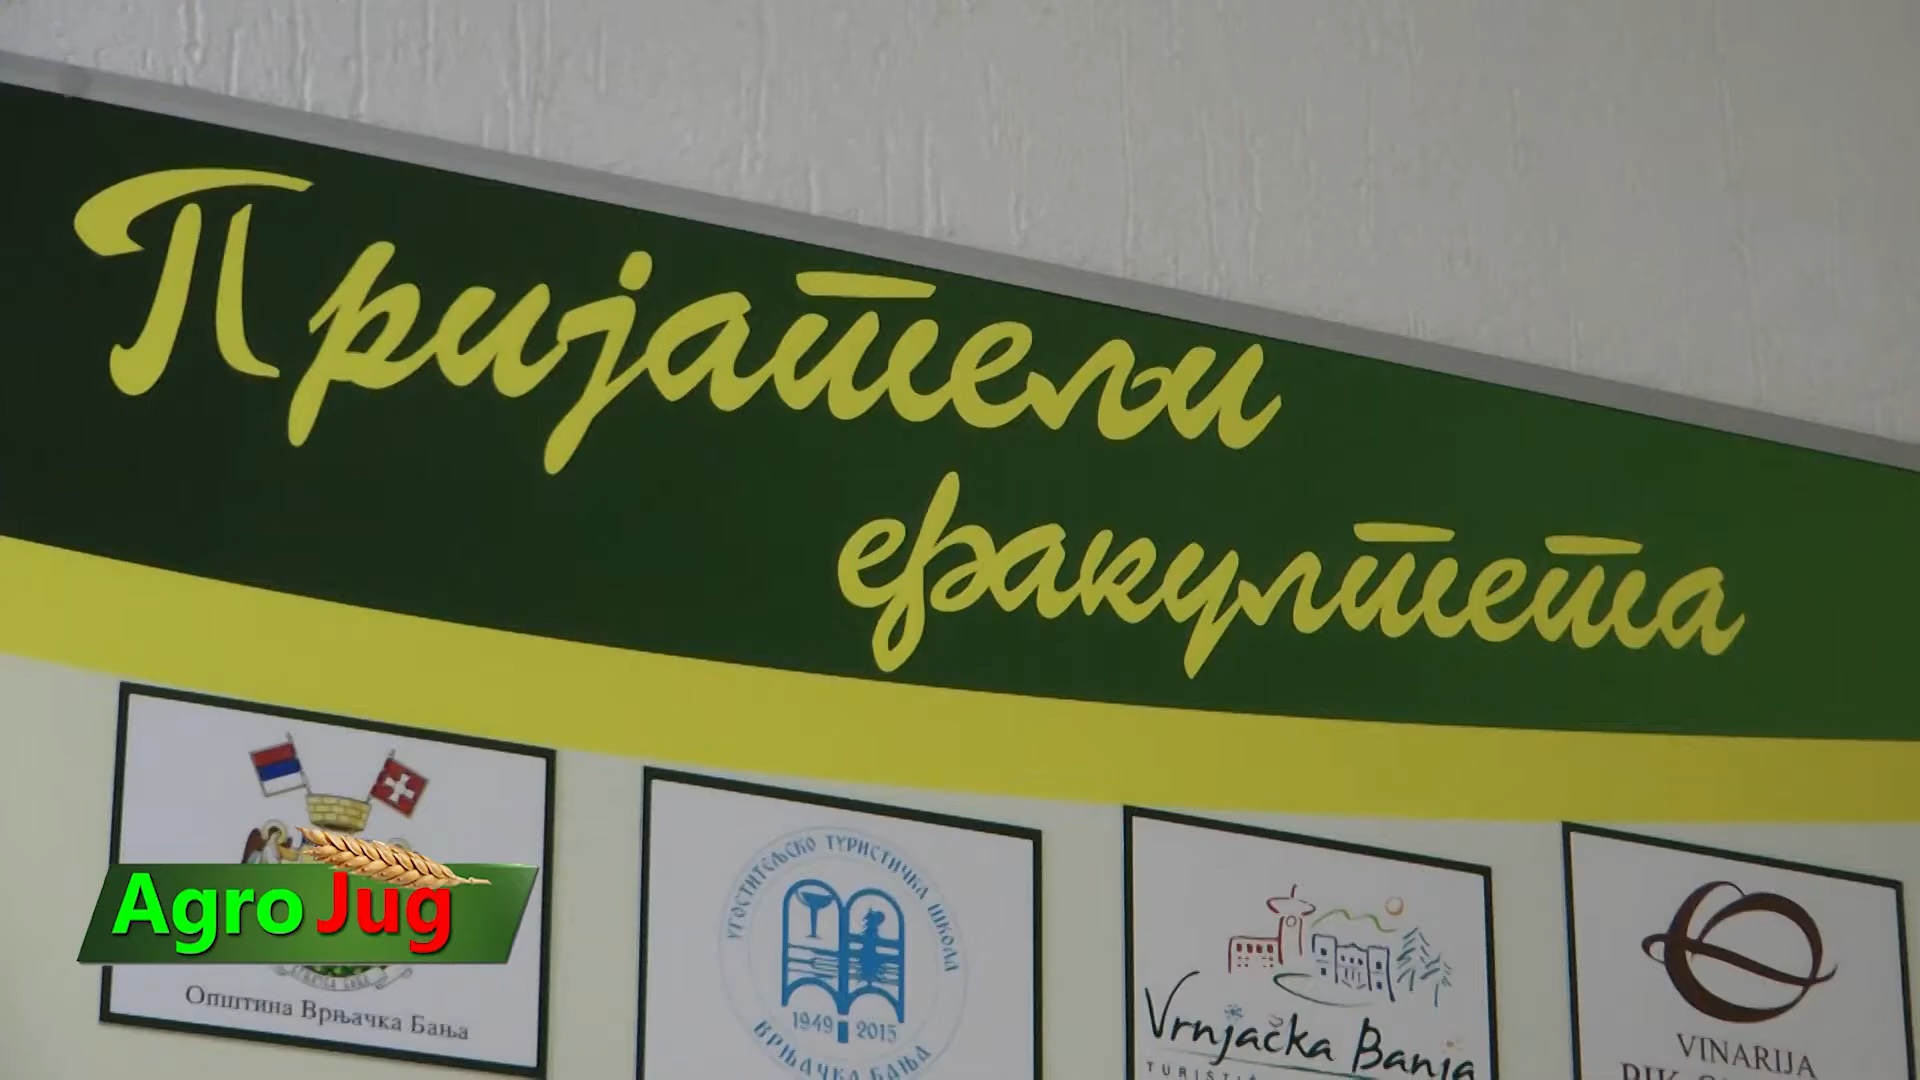 Пријатељи
факултета
Agro Jug
Општина Врњачка Бања
УГОСТИТЕЉСКО ТУРИСТИЧКА ШКОЛА
1949 2015
ВРЊАЧКА БАЊА
Vrnjačka Banja
VINARIJA